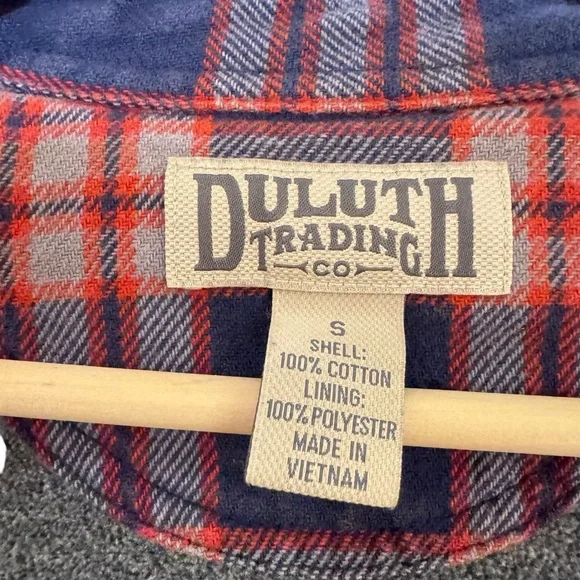 DULUTH
TRADING
CO
S
SHELL:
100% COTTON
LINING:
100% POLYESTER
MADE IN
VIETNAM